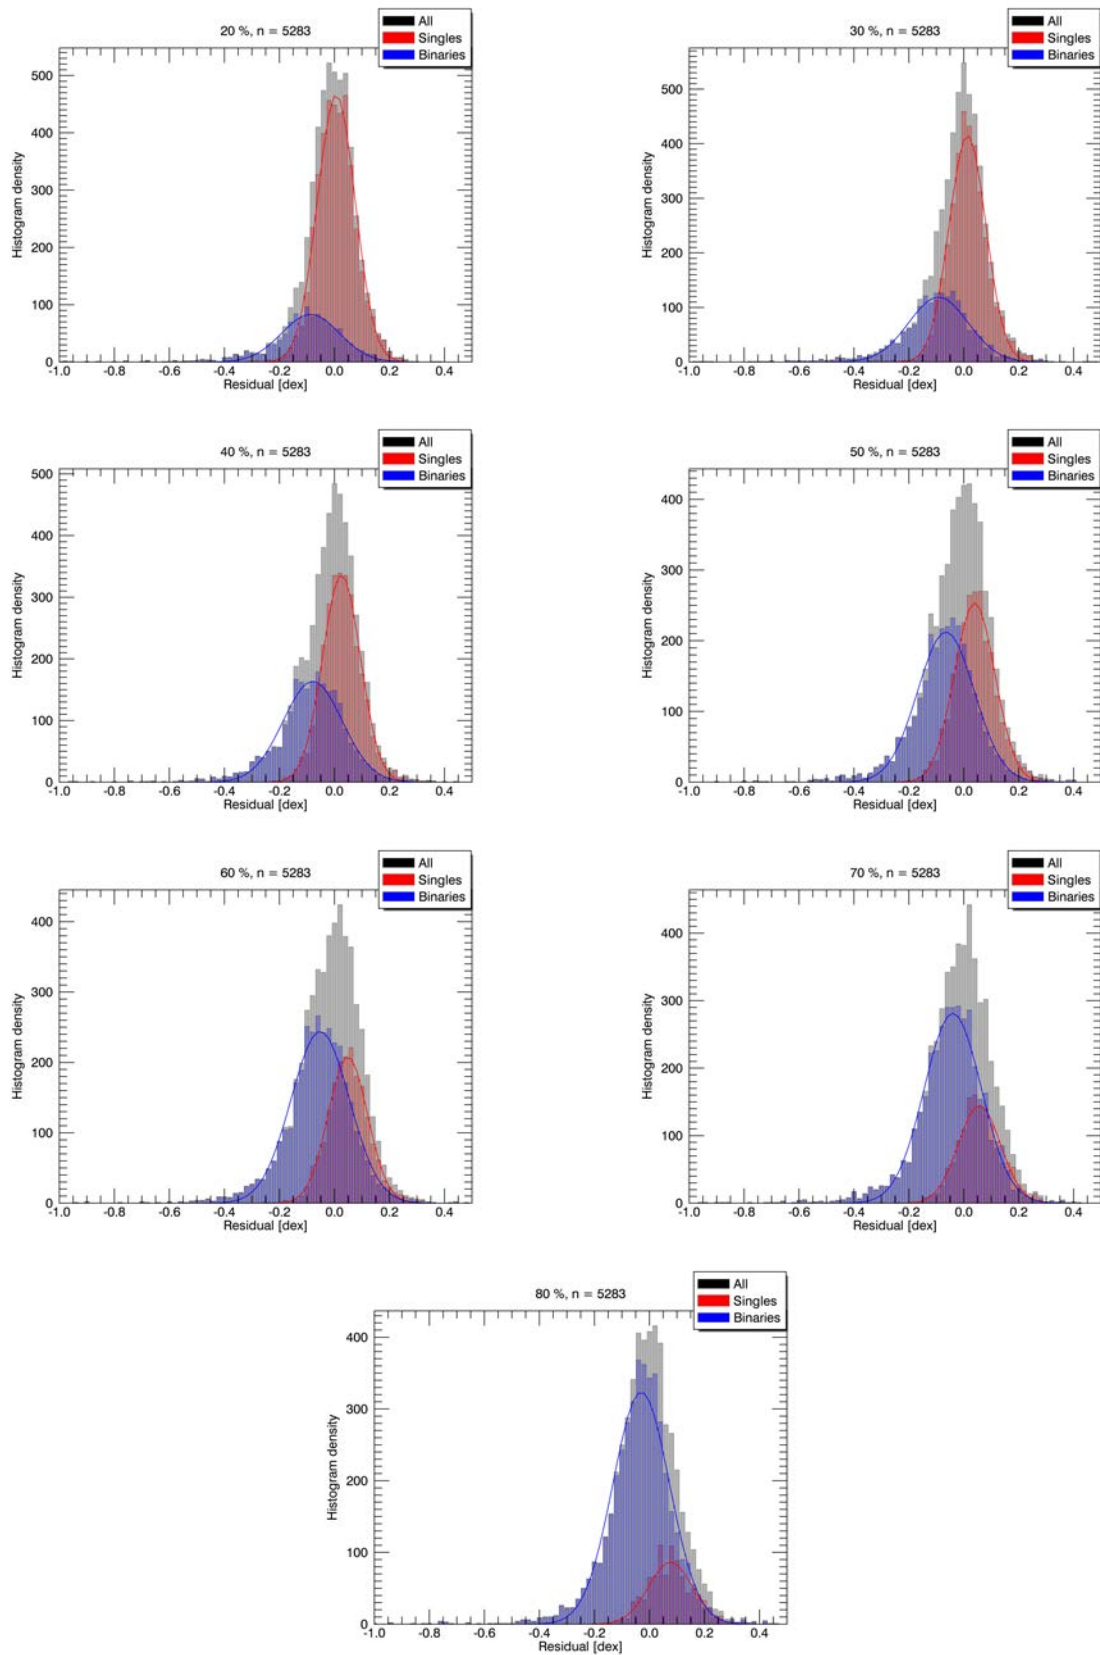 20 %, n = 5283
All
Singles
Binaries
Histogram density
500
400
300
200
100
0
-1.0 -0.8 -0.6 -0.4 -0.2 0.0 0.2 0.4
Residual [dex]
30 %, n = 5283
All
Singles
Binaries
Histogram density
500
400
300
200
100
0
-1.0 -0.8 -0.6 -0.4 -0.2 0.0 0.2 0.4
Residual [dex]
40 %, n = 5283
All
Singles
Binaries
Histogram density
500
400
300
200
100
0
-1.0 -0.8 -0.6 -0.4 -0.2 0.0 0.2 0.4
Residual [dex]
50 %, n = 5283
All
Singles
Binaries
Histogram density
400
300
200
100
0
-1.0 -0.8 -0.6 -0.4 -0.2 0.0 0.2 0.4
Residual [dex]
60 %, n = 5283
All
Singles
Binaries
Histogram density
400
300
200
100
0
-1.0 -0.8 -0.6 -0.4 -0.2 0.0 0.2 0.4
Residual [dex]
70 %, n = 5283
All
Singles
Binaries
Histogram density
400
300
200
100
0
-1.0 -0.8 -0.6 -0.4 -0.2 0.0 0.2 0.4
Residual [dex]
80 %, n = 5283
All
Singles
Binaries
Histogram density
400
300
200
100
0
-1.0 -0.8 -0.6 -0.4 -0.2 0.0 0.2 0.4
Residual [dex]